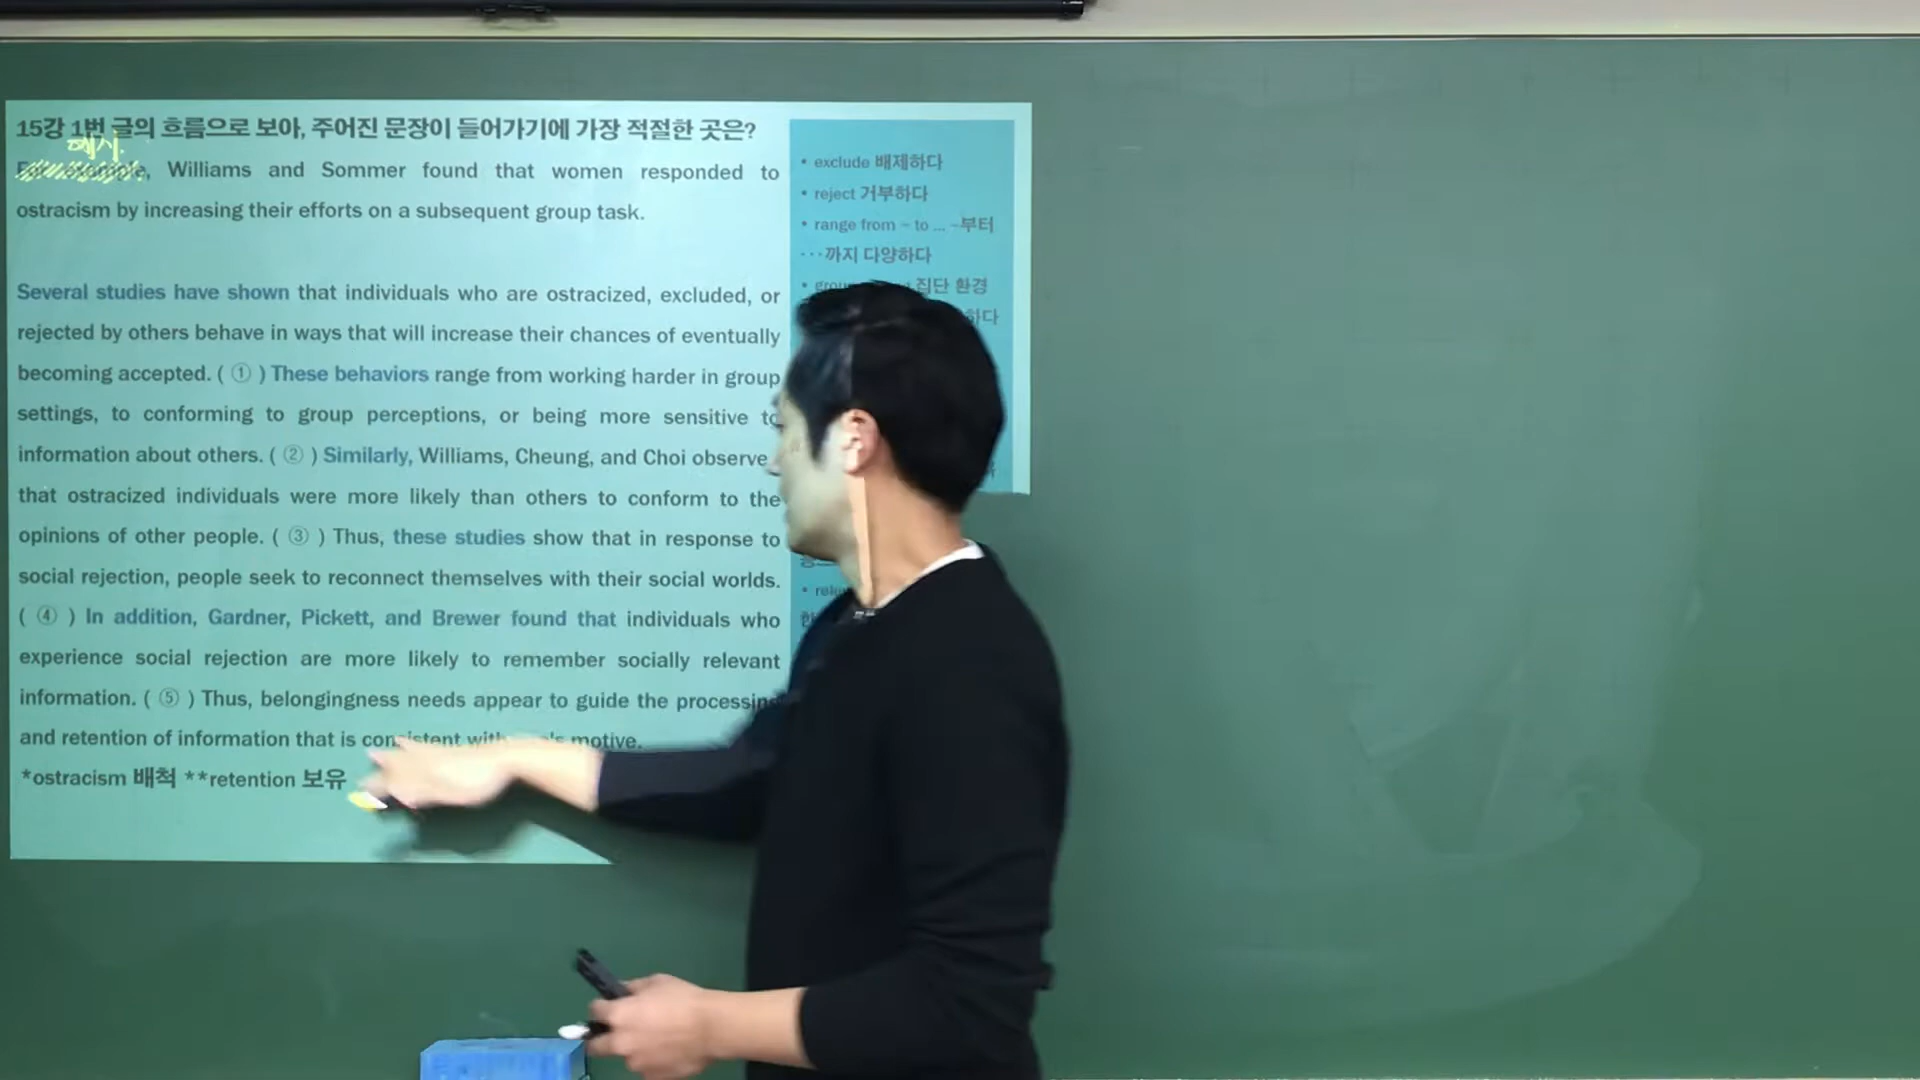 15강 1번 글의 흐름으로 보아, 주어진 문장이 들어가기에 가장 적절한 곳은?
예시.
For example, Williams and Sommer found that women responded to
ostracism by increasing their efforts on a subsequent group task.
Several studies have shown that individuals who are ostracized, excluded, or
rejected by others behave in ways that will increase their chances of eventually
becoming accepted. ( ① ) These behaviors range from working harder in group
settings, to conforming to group perceptions, or being more sensitive to
information about others. ( ② ) Similarly, Williams, Cheung, and Choi observe
that ostracized individuals were more likely than others to conform to the
opinions of other people. ( ③ ) Thus, these studies show that in response to
social rejection, people seek to reconnect themselves with their social worlds.
( ④ ) In addition, Gardner, Pickett, and Brewer found that individuals who
experience social rejection are more likely to remember socially relevant
information. ( ⑤ ) Thus, belongingness needs appear to guide the processing
and retention of information that is consistent with motive.
*ostracism 배척 **retention 보유
• exclude 배제하다
• reject 거부하다
• range from ~ to ... ~부터
···까지 다양하다
• 집단 환경
하다